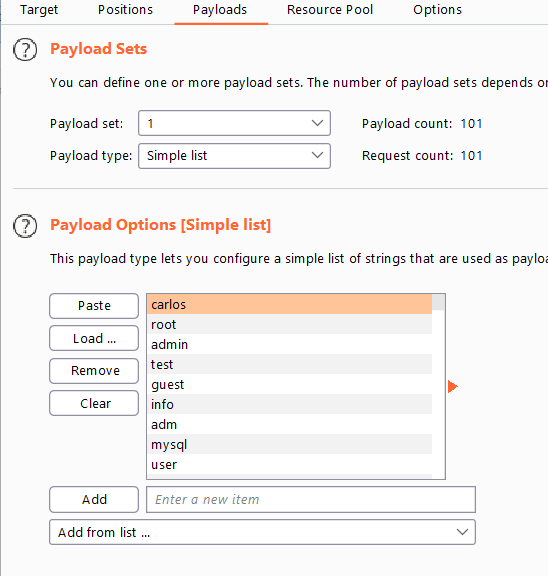 Target Positions Payloads Resource Pool Options
Payload Sets
You can define one or more payload sets. The number of payload sets depends on
Payload set: 1 Payload count: 101
Payload type: Simple list Request count: 101
Payload Options [Simple list]
This payload type lets you configure a simple list of strings that are used as payloa
Paste
Load ...
Remove
Clear
carlos
root
admin
test
guest
info
adm
mysql
user
Add Enter a new item
Add from list ...